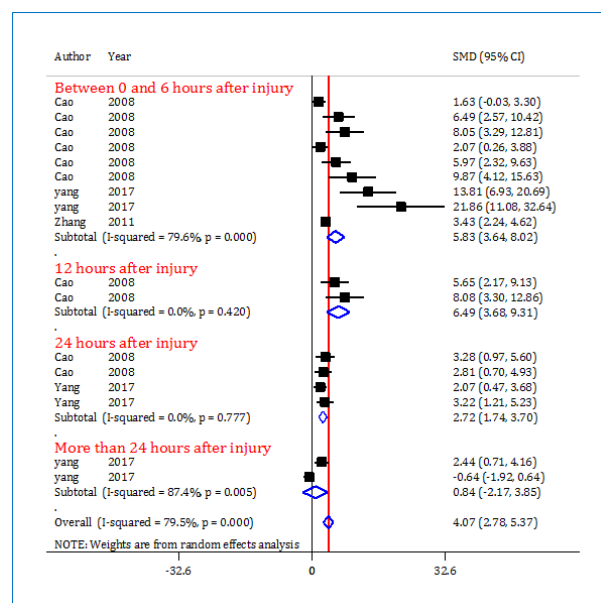 Author Year SMD (95% CI)
Between 0 and 6 hours after injury
Cao 2008 1.63 (-0.03, 3.30)
Cao 2008 6.49 (2.57, 10.42)
Cao 2008 8.05 (3.29, 12.81)
Cao 2008 2.07 (0.26, 3.88)
Cao 2008 5.97 (2.32, 9.63)
Cao 2008 9.87 (4.12, 15.63)
yang 2017 13.81 (6.93, 20.69)
yang 2017 21.86 (11.08, 32.64)
Zhang 2011 3.43 (2.24, 4.62)
Subtotal (I-squared = 79.6%, p = 0.000) 5.83 (3.64, 8.02)
.
12 hours after injury
Cao 2008 5.65 (2.17, 9.13)
Cao 2008 8.08 (3.30, 12.86)
Subtotal (I-squared = 0.0%, p = 0.420) 6.49 (3.68, 9.31)
.
24 hours after injury
Cao 2008 3.28 (0.97, 5.60)
Cao 2008 2.81 (0.70, 4.93)
Yang 2017 2.07 (0.47, 3.68)
Yang 2017 3.22 (1.21, 5.23)
Subtotal (I-squared = 0.0%, p = 0.777) 2.72 (1.74, 3.70)
.
More than 24 hours after injury
yang 2017 2.44 (0.71, 4.16)
yang 2017 -0.64 (-1.92, 0.64)
Subtotal (I-squared = 87.4%, p = 0.005) 0.84 (-2.17, 3.85)
.
Overall (I-squared = 79.5%, p = 0.000) 4.07 (2.78, 5.37)
NOTE: Weights are from random effects analysis
-32.6 0 32.6